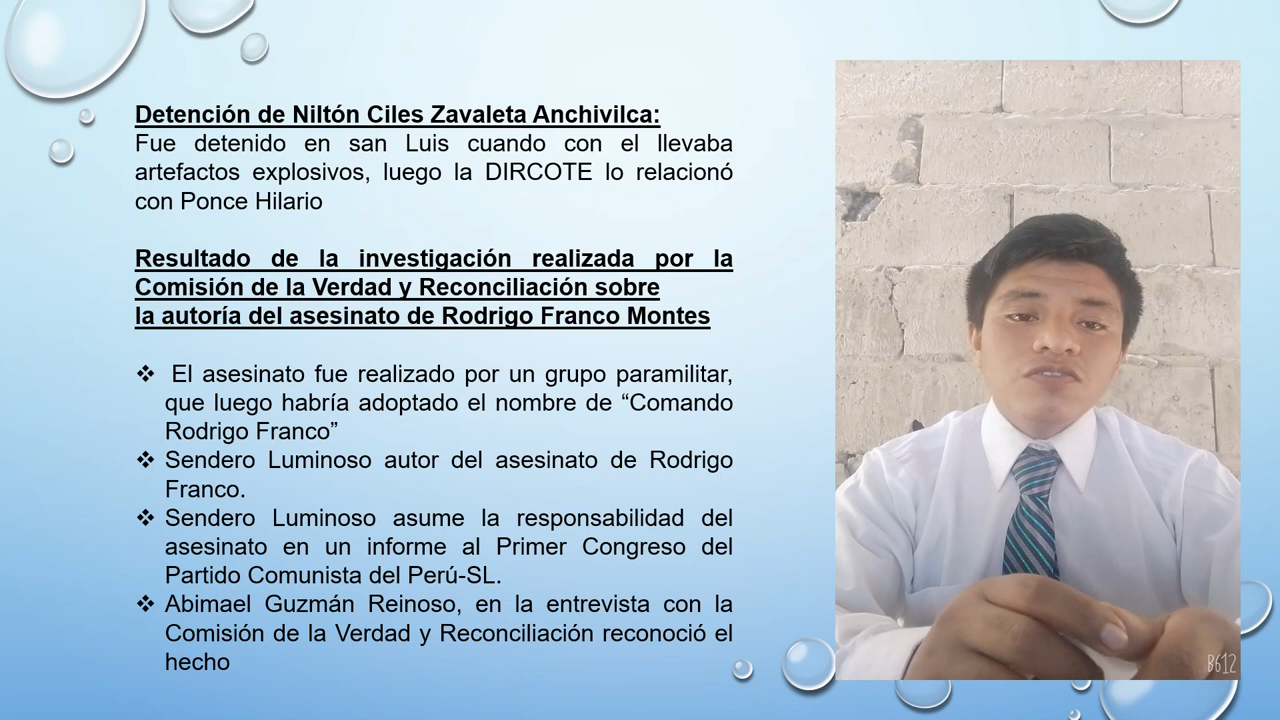 Detención de Niltón Ciles Zavaleta Anchivilca:
Fue detenido en san Luis cuando con el llevaba
artefactos explosivos, luego la DIRCOTE lo relacionó
con Ponce Hilario
Resultado de la investigación realizada por la
Comisión de la Verdad y Reconciliación sobre
la autoría del asesinato de Rodrigo Franco Montes
❖ El asesinato fue realizado por un grupo paramilitar,
que luego habría adoptado el nombre de “Comando
Rodrigo Franco”
❖ Sendero Luminoso autor del asesinato de Rodrigo
Franco.
❖ Sendero Luminoso asume la responsabilidad del
asesinato en un informe al Primer Congreso del
Partido Comunista del Perú-SL.
❖ Abimael Guzmán Reinoso, en la entrevista con la
Comisión de la Verdad y Reconciliación reconoció el
hecho
B612